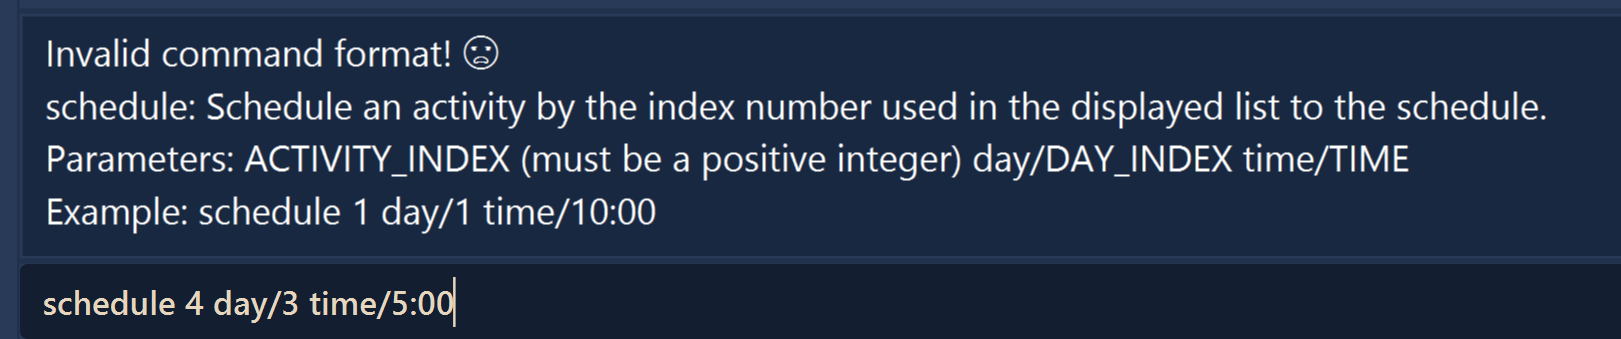 Invalid command format! 😠
schedule: Schedule an activity by the index number used in the displayed list to the schedule.
Parameters: ACTIVITY_INDEX (must be a positive integer) day/DAY_INDEX time/TIME
Example: schedule 1 day/1 time/10:00
schedule 4 day/3 time/5:00